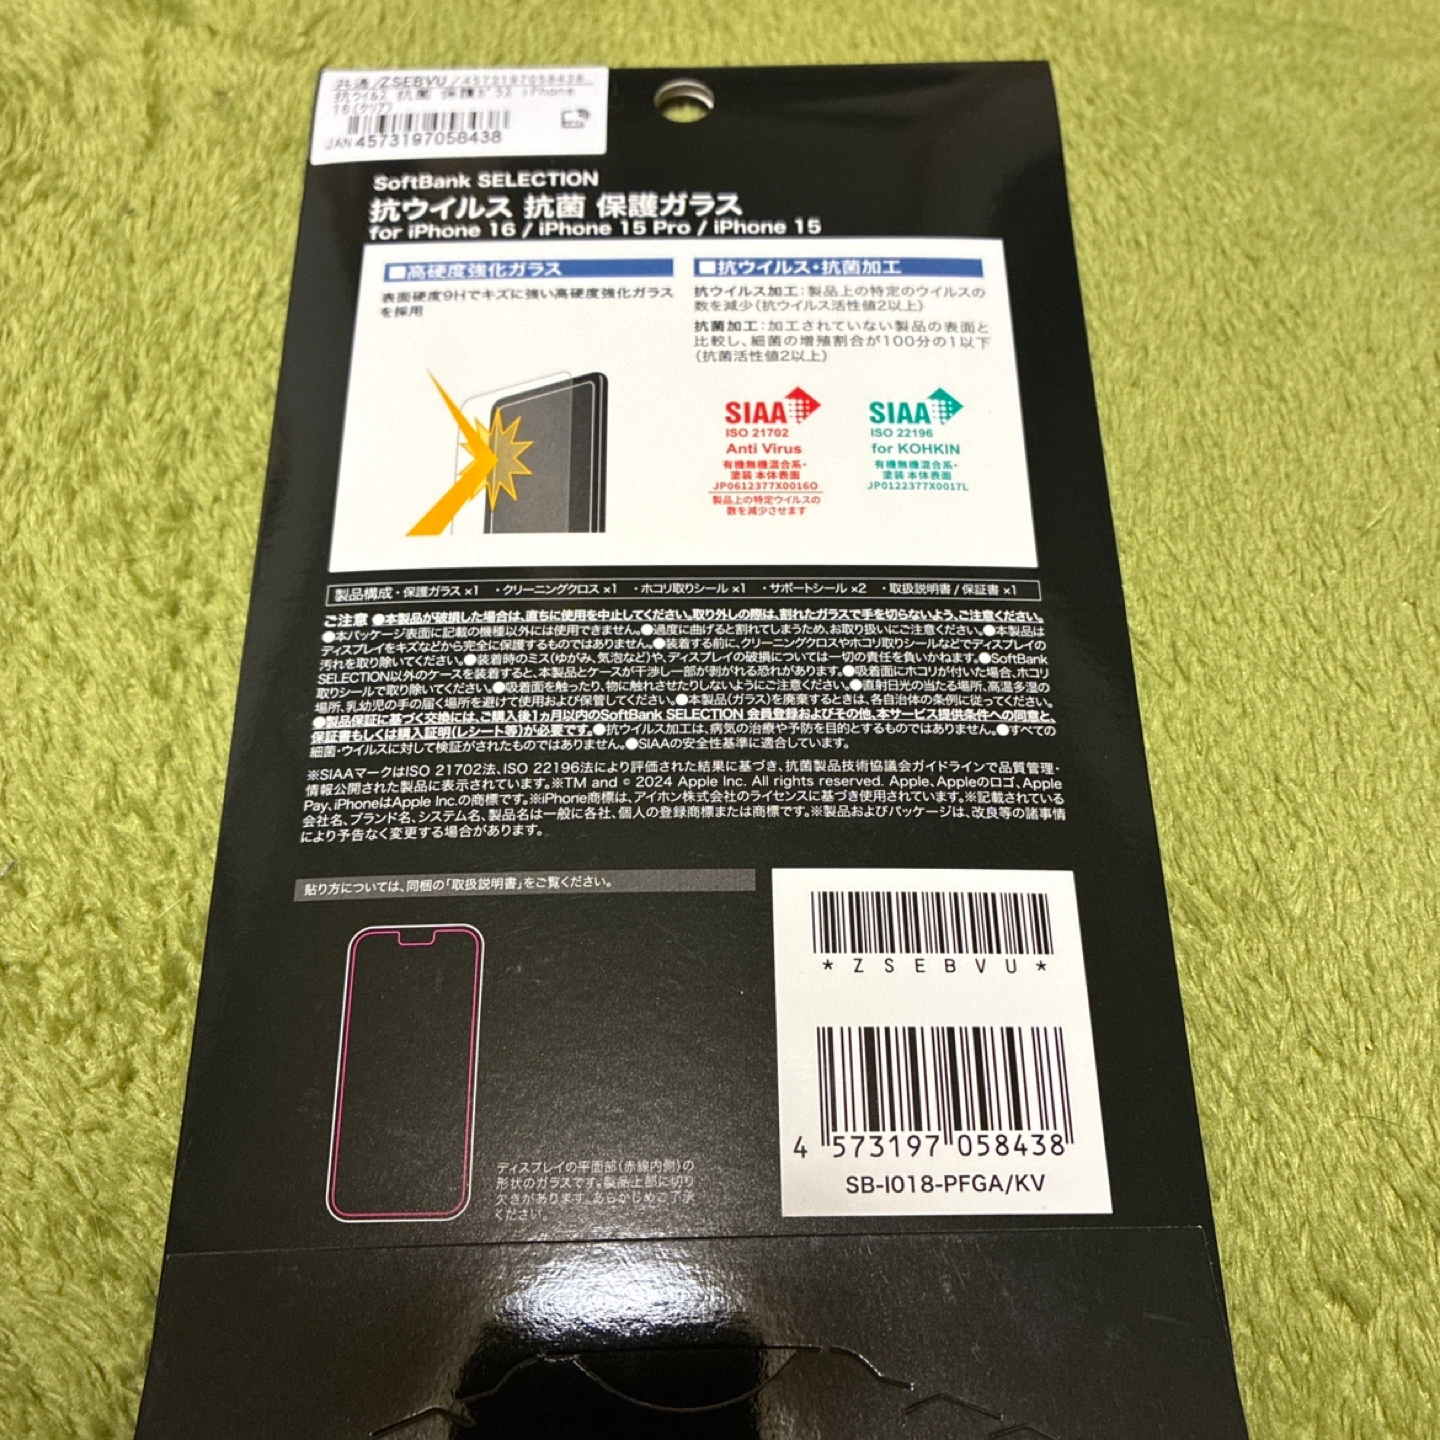 共通/ZSEBVU/4573197058438
抗ウイルス 抗菌 保護ガラス iPhone
16(クリア)
JAN 4573197058438
SoftBank SELECTION
抗ウイルス 抗菌 保護ガラス
for iPhone 16 / iPhone 15 Pro / iPhone 15
■高硬度強化ガラス
表面硬度9Hでキズに強い高硬度強化ガラス
を採用
■抗ウイルス・抗菌加工
抗ウイルス加工:製品上の特定のウイルスの
数を減少(抗ウイルス活性値2以上)
抗菌加工:加工されていない製品の表面と
比較し、細菌の増殖割合が100分の1以下
(抗菌活性値2以上)
SIAA
ISO 21702
Anti Virus
有機無機混合系・
塗装 本体表面
JP0612377X0016O
製品上の特定ウイルスの
数を減少させます
SIAA
ISO 22196
for KOHKIN
有機無機混合系・
塗装 本体表面
JP0122377X0017L
製品構成 ・保護ガラス ×1 ・クリーニングクロス ×1 ・ホコリ取りシール ×1 ・サポートシール ×2 ・取扱説明書 / 保証書 ×1
ご注意 ●本製品が破損した場合は、直ちに使用を中止してください。取り外しの際は、割れたガラスで手を切らないよう、ご注意ください。
●本パッケージ表面に記載の機種以外には使用できません。●過度に曲げると割れてしまうため、お取り扱いにご注意ください。●本製品は
ディスプレイをキズなどから完全に保護するものではありません。●装着する前に、クリーニングクロスやホコリ取りシールなどでディスプレイの
汚れを取り除いてください。●装着時のミス(ゆがみ、気泡など)や、ディスプレイの破損については一切の責任を負いかねます。●SoftBank
SELECTION以外のケースを装着すると、本製品とケースが干渉し一部が剥がれる恐れがあります。●吸着面にホコリが付いた場合、ホコリ
取りシールで取り除いてください。●吸着面を触ったり、物に触れさせたりしないようにご注意ください。●直射日光の当たる場所、高温多湿の
場所、乳幼児の手の届く場所を避けて使用および保管してください。●本製品(ガラス)を廃棄するときは、各自治体の条例に従ってください。
●製品保証に基づく交換には、ご購入後1カ月以内のSoftBank SELECTION 会員登録およびその他、本サービス提供条件への同意と、
保証書もしくは購入証明(レシート等)が必要です。●抗ウイルス加工は、病気の治療や予防を目的とするものではありません。●すべての
細菌・ウイルスに対して検証がされたものではありません。●SIAAの安全性基準に適合しています。
※SIAAマークはISO 21702法、ISO 22196法により評価された結果に基づき、抗菌製品技術協議会ガイドラインで品質管理・
情報公開された製品に表示されています。※TM and © 2024 Apple Inc. All rights reserved. Apple、Appleのロゴ、Apple
Pay、iPhoneはApple Inc.の商標です。※iPhone商標は、アイホン株式会社のライセンスに基づき使用されています。※記載されている
会社名、ブランド名、システム名、製品名は一般に各社、個人の登録商標または商標です。※製品およびパッケージは、改良等の諸事情
により予告なく変更する場合があります。
貼り方については、同梱の「取扱説明書」をご覧ください。
ディスプレイの平面部(赤線内側)の
形状のガラスです。製品上部に切り
欠きがあります。あらかじめご了承
ください。
*ZSEBVU*
4 573197 058438
SB-I018-PFGA/KV